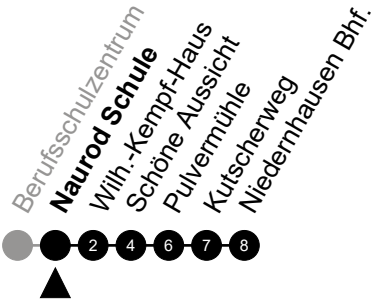 Berufsschulzentrum
Naurod Schule
Wilh.-Kempf-Haus
Schöne Aussicht
Pulvermühle
Kutscherweg
Niedernhausen Bhf.
2 4 6 7 8